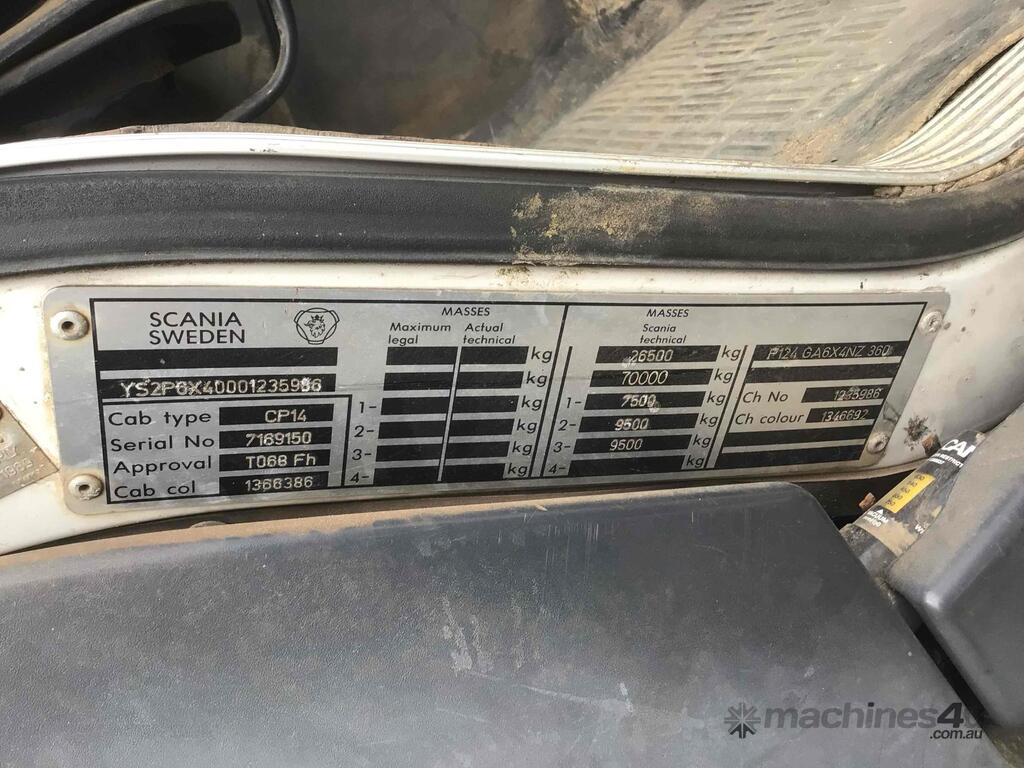 SCANIA
SWEDEN
YS2P6X40001235986
Cab type CP14
Serial No 7169150
Approval T068 Fh
Cab col 1366386
MASSES
Maximum legal
Actual technical
kg
kg
1- kg
2- kg
3- kg
4- kg
MASSES
Scania technical
26500 kg
70000 kg
1- 7500 kg
2- 9500 kg
3- 9500 kg
4- kg
P124 GA6X4NZ 360
Ch No 1235986
Ch colour 1346692
machines4u
.com.au